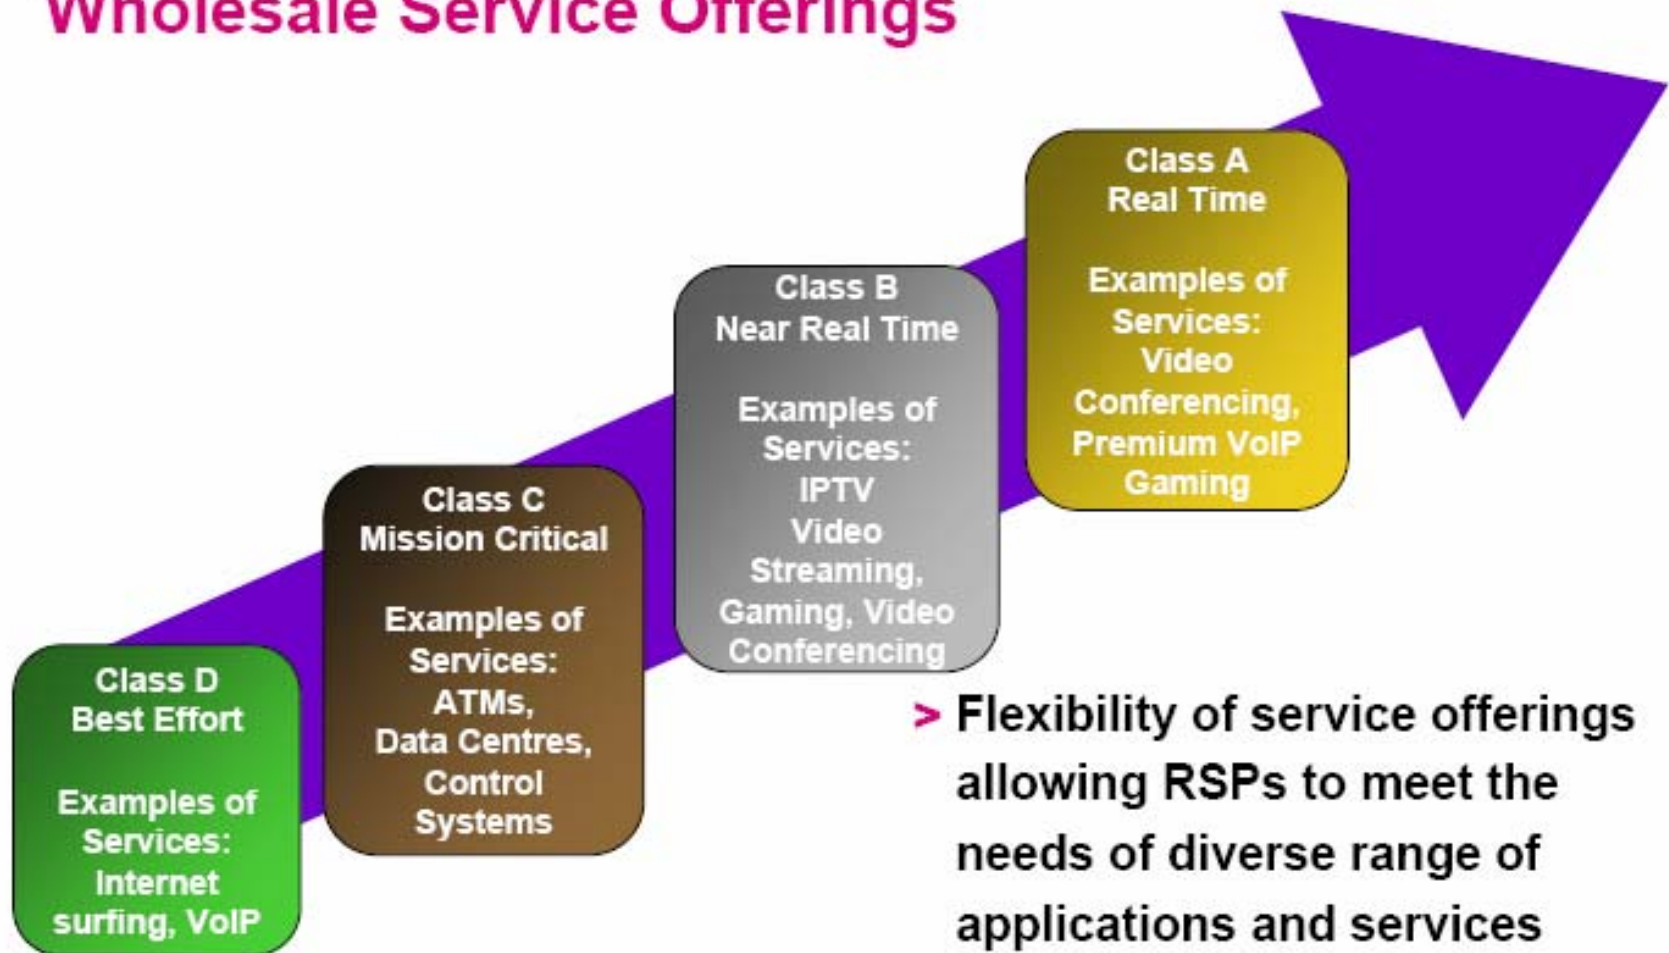 Wholesale Service Offerings
Class A
Real Time
Examples of
Services:
Video
Conferencing,
Premium VoIP
Gaming
Class B
Near Real Time
Examples of
Services:
IPTV
Video
Streaming,
Gaming, Video
Conferencing
Class C
Mission Critical
Examples of
Services:
ATMs,
Data Centres,
Control
Systems
Class D
Best Effort
Examples of
Services:
Internet
surfing, VoIP
> Flexibility of service offerings
allowing RSPs to meet the
needs of diverse range of
applications and services